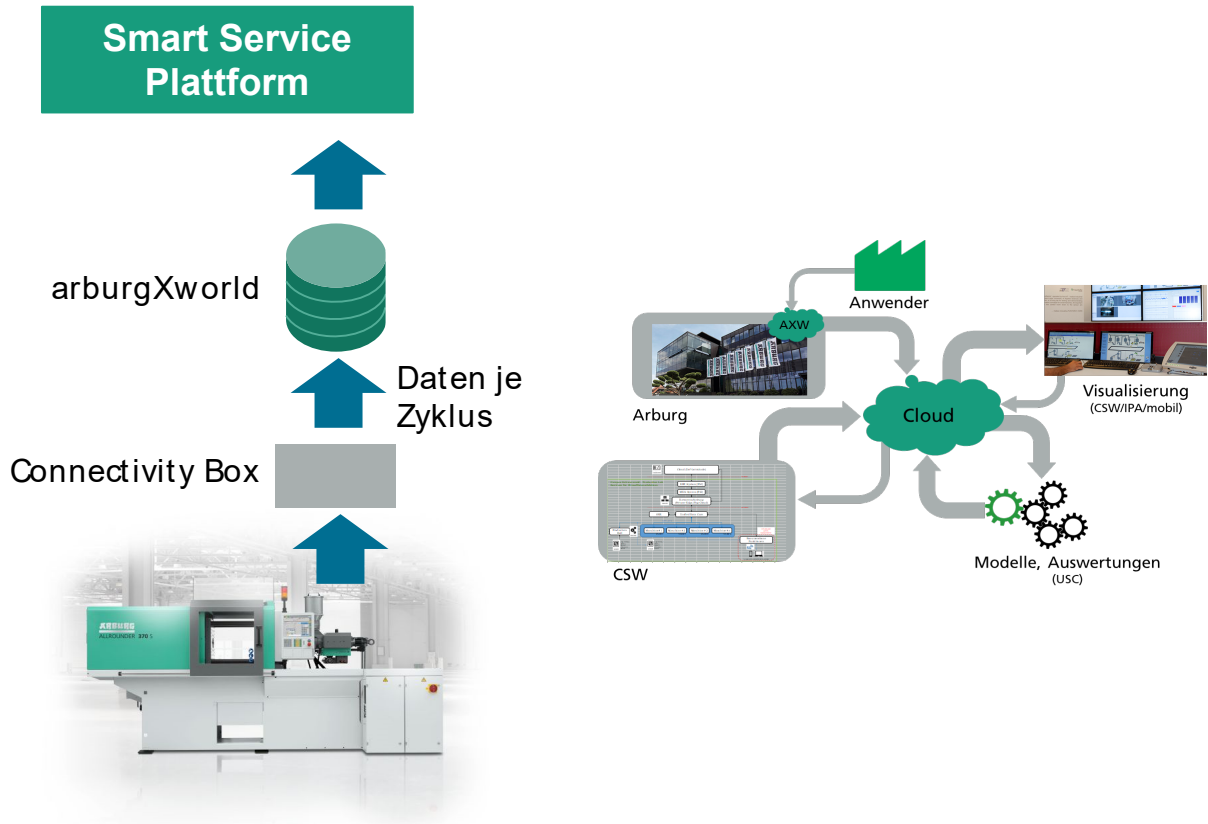 Smart Service
Plattform
arburgXworld
Daten je
Zyklus
Connectivity Box
ARBURG
ALLROUNDER 370 S
Anwender
AXW
Arburg
Cloud
Visualisierung
(CSW/IPA/mobil)
CSW
Modelle, Auswertungen
(USC)